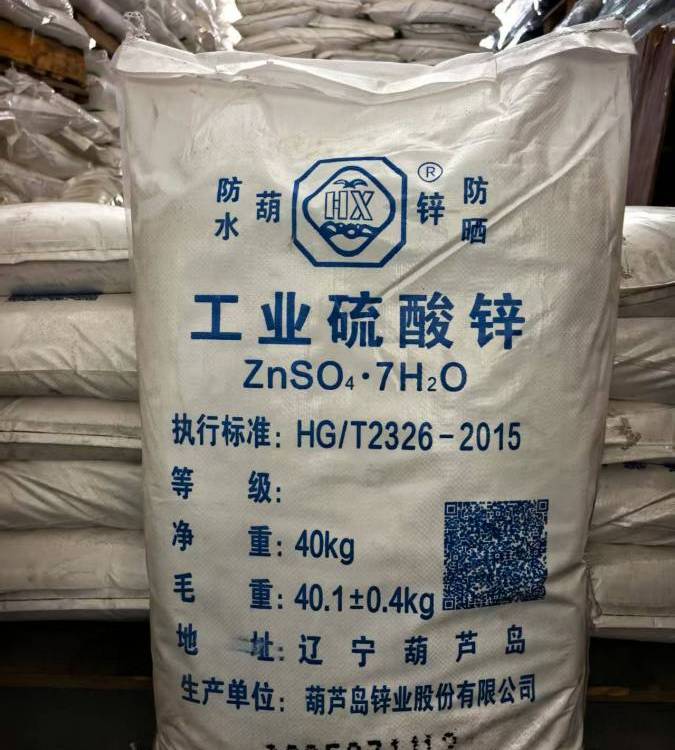 防水 葫 HX ® 锌 防晒
工业硫酸锌
ZnSO₄·7H₂O
执行标准: HG/T2326-2015
等级:
净重: 40kg
毛重: 40.1±0.4kg
地址: 辽宁葫芦岛
生产单位: 葫芦岛锌业股份有限公司